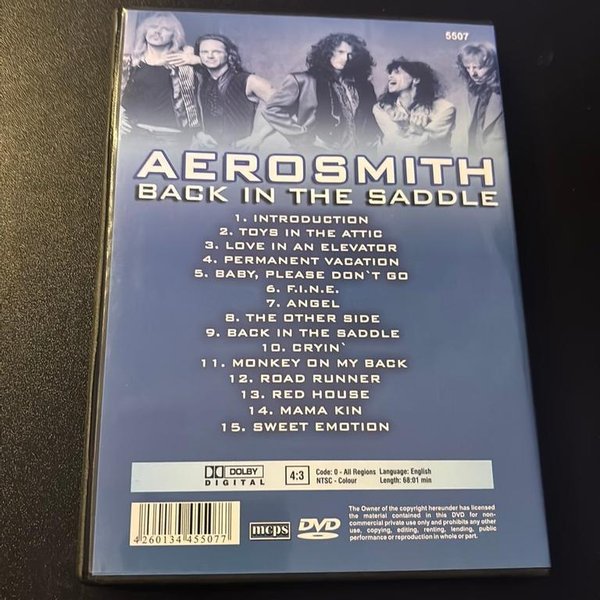 5507
AEROSMITH
BACK IN THE SADDLE
1. INTRODUCTION
2. TOYS IN THE ATTIC
3. LOVE IN AN ELEVATOR
4. PERMANENT VACATION
5. BABY, PLEASE DON`T GO
6. F.I.N.E.
7. ANGEL
8. THE OTHER SIDE
9. BACK IN THE SADDLE
10. CRYIN`
11. MONKEY ON MY BACK
12. ROAD RUNNER
13. RED HOUSE
14. MAMA KIN
15. SWEET EMOTION
DOLBY
DIGITAL
4:3
Code: 0 - All Regions Language: English
NTSC - Colour Length: 68:01 min
4260134 455077
mcps
DVD
The Owner of the copyright hereunder has licensed
the material contained in this DVD for non-
commercial private use only and prohibits any other
use, copying, editing, renting, lending, public
performance or reproduction in whole or part.